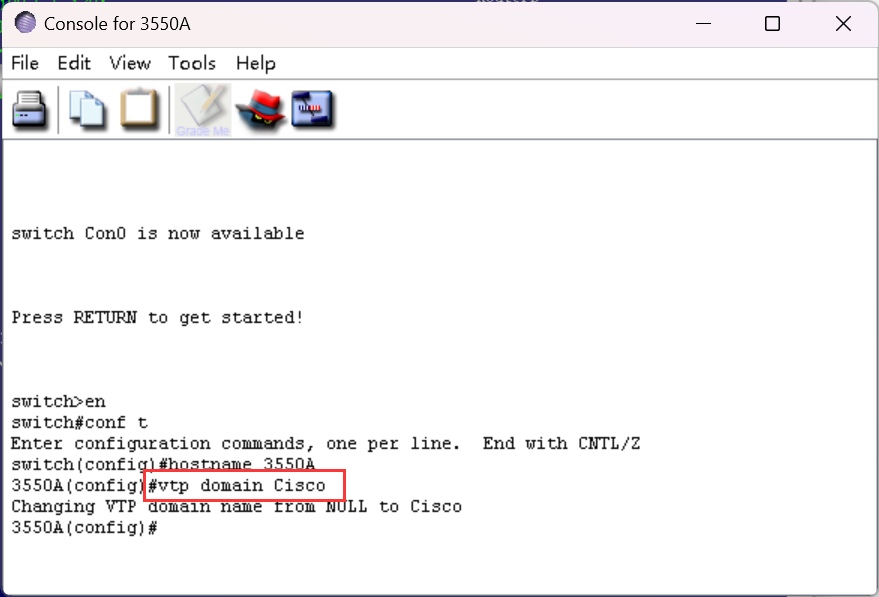 Console for 3550A
File Edit View Tools Help
Grade Me
switch Con0 is now available
Press RETURN to get started!
switch>en
switch#conf t
Enter configuration commands, one per line.  End with CNTL/Z
switch(config)#hostname 3550A
3550A(config)#vtp domain Cisco
Changing VTP domain name from NULL to Cisco
3550A(config)#